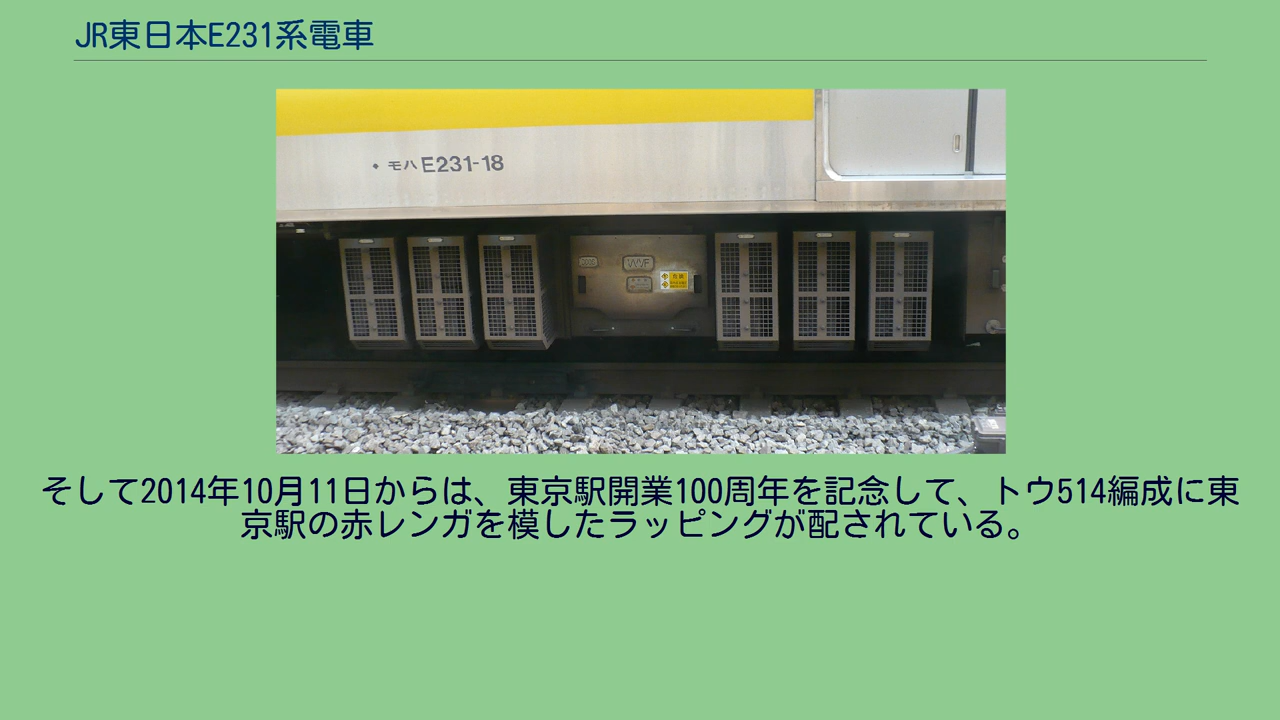 JR東日本E231系電車
モハE231-18
VVVF
そして2014年10月11日からは、東京駅開業100周年を記念して、トウ514編成に東
京駅の赤レンガを模したラッピングが配されている。